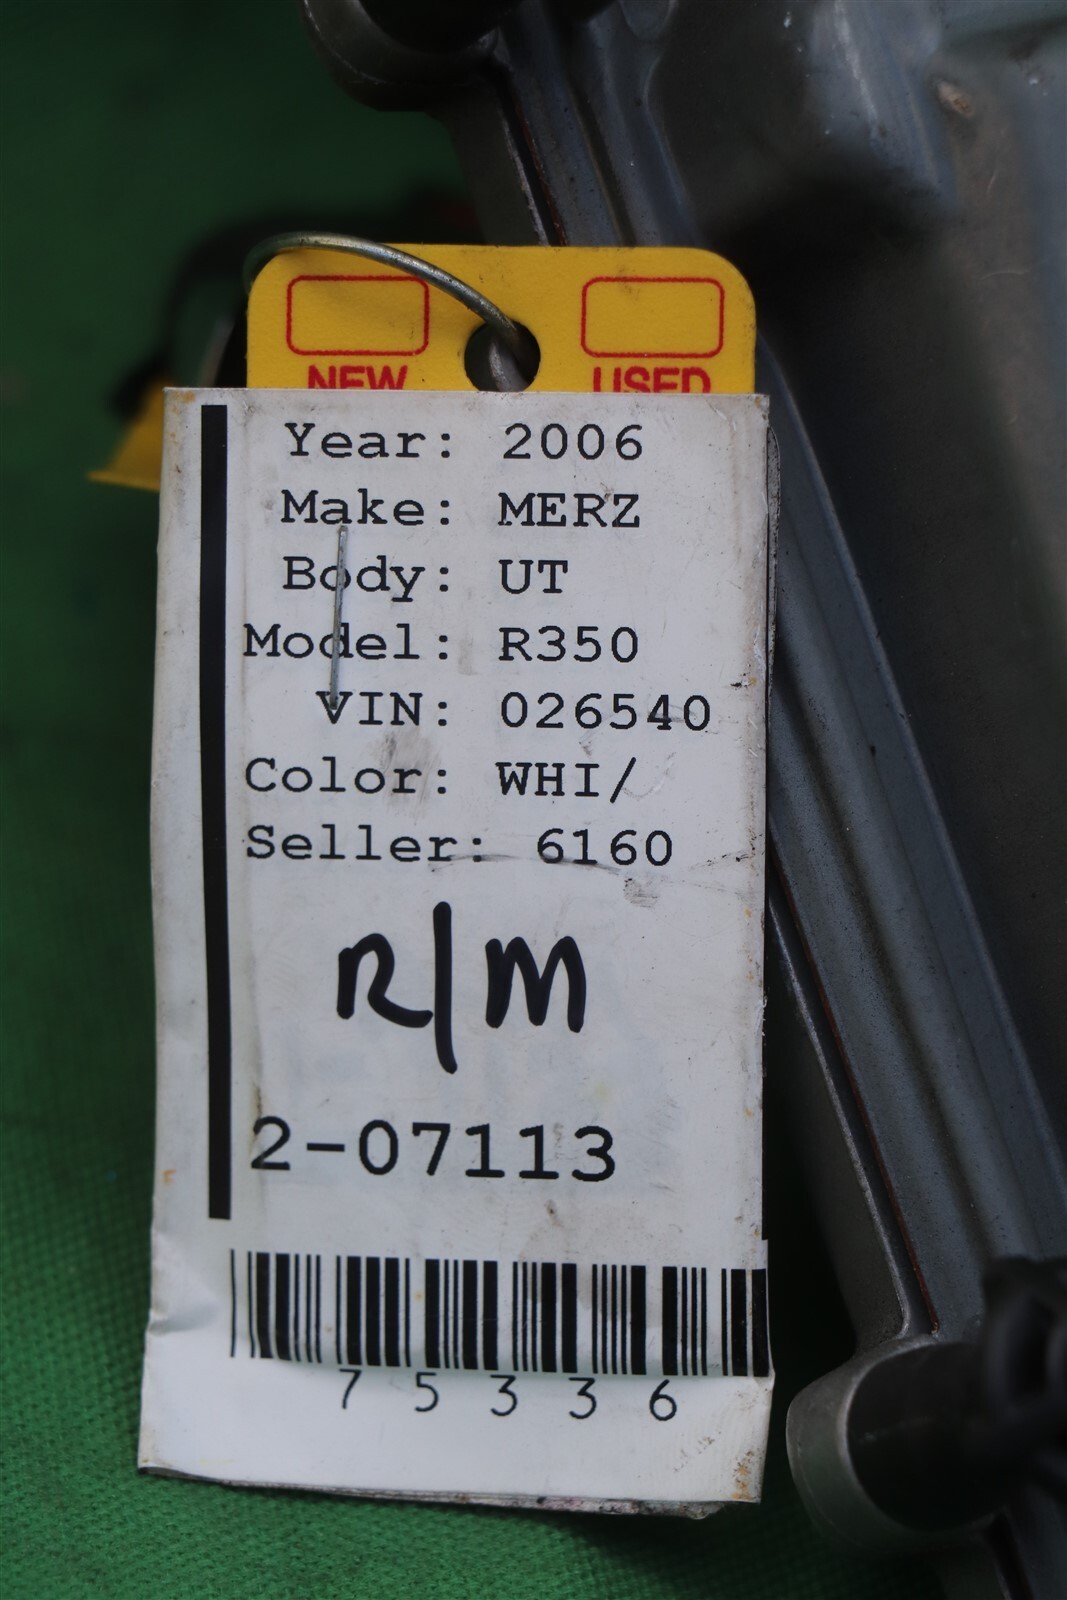 NEW USED
Year: 2006
Make: MERZ
Body: UT
Model: R350
VIN: 026540
Color: WHI/
Seller: 6160
R/M
2-07113
75336